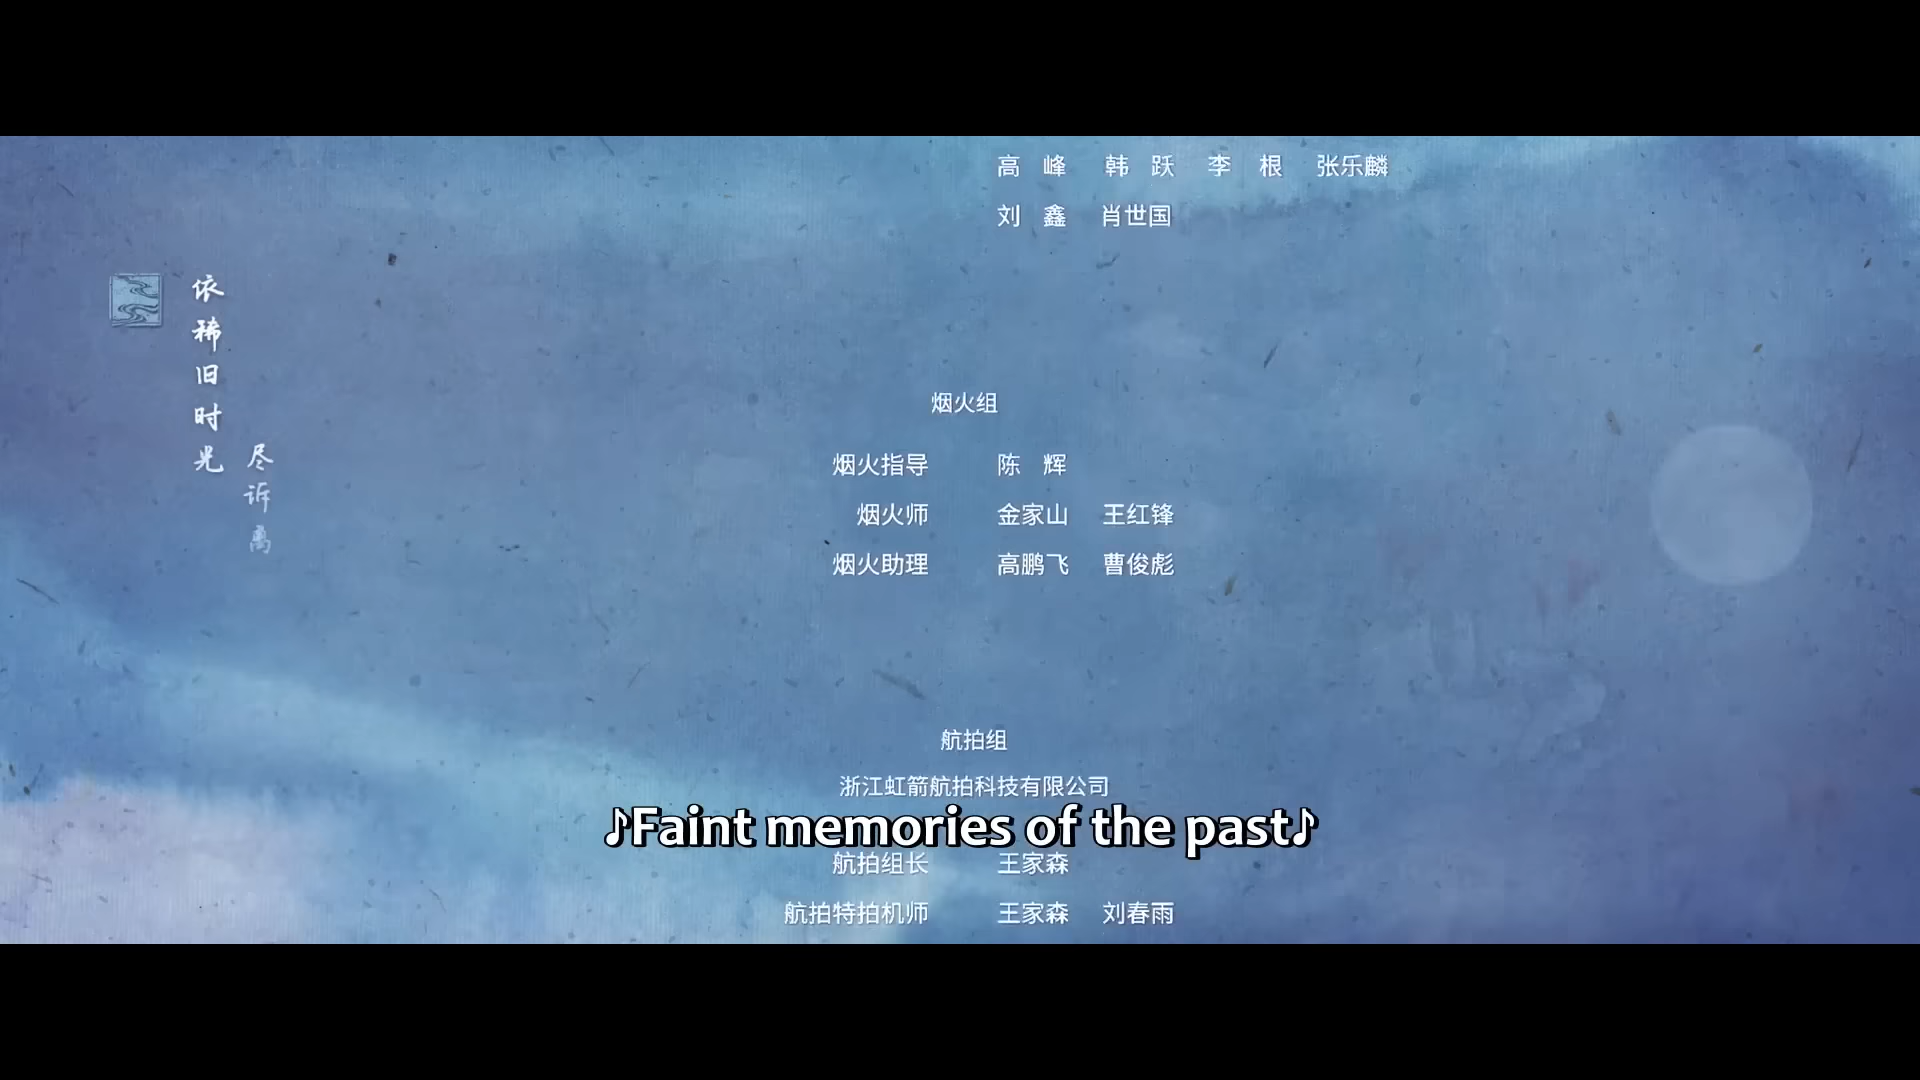 高 峰 韩 跃 李 根 张乐麟
刘 鑫 肖世国
依稀旧时光
尽诉离
烟火组
烟火指导 陈 辉
烟火师 金家山 王红锋
烟火助理 高鹏飞 曹俊彪
航拍组
浙江虹箭航拍科技有限公司
♪Faint memories of the past♪
航拍组长 王家森
航拍特拍机师 王家森 刘春雨